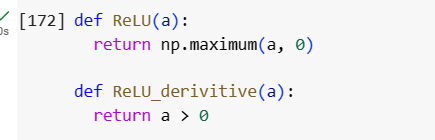 [172] def ReLU(a):
return np.maximum(a, 0)
def ReLU_derivitive(a):
return a > 0